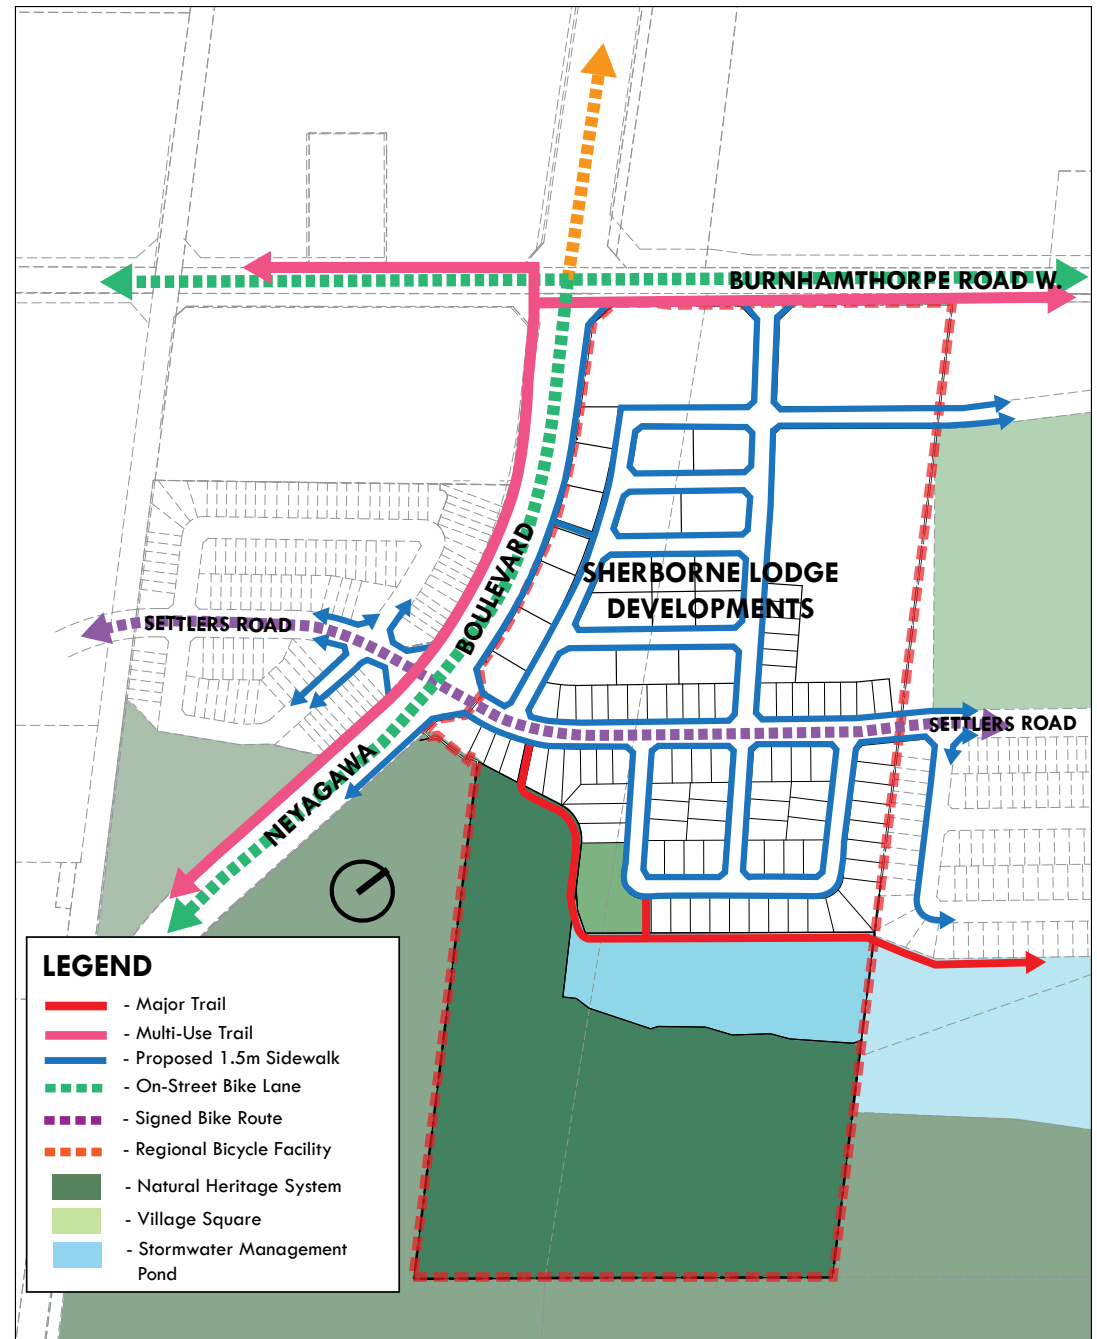 BURNHAMTHORPE ROAD W.
BOULEVARD
SHERBORNE LODGE
DEVELOPMENTS
SETTLERS ROAD
SETTLERS ROAD
NEYAGAWA
LEGEND
- Major Trail
- Multi-Use Trail
- Proposed 1.5m Sidewalk
- On-Street Bike Lane
- Signed Bike Route
- Regional Bicycle Facility
- Natural Heritage System
- Village Square
- Stormwater Management
Pond